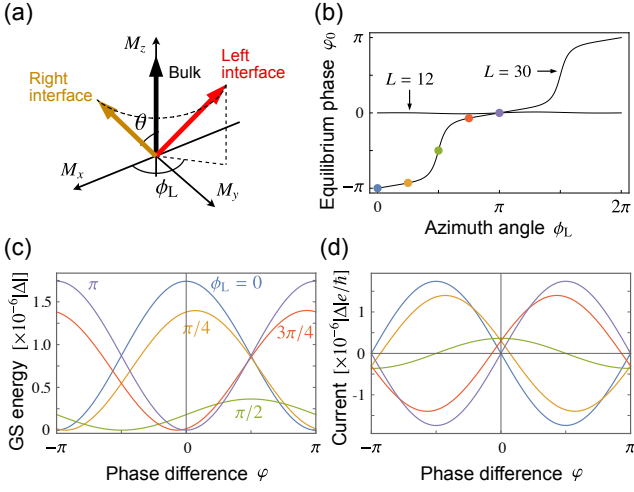 (a)
M_z
Left
interface
Bulk
Right
interface
θ
M_x
ϕ_L
M_y
(b)
Equilibrium phase φ_0
π
0
−π
L = 12
L = 30
0
π
2π
Azimuth angle ϕ_L
(c)
GS energy [×10^{-6}|Δ|]
1.5
1.0
0.5
0
π
ϕ_L = 0
π/4
3π/4
π/2
−π
0
π
Phase difference φ
(d)
Current [×10^{-6}|Δ|e/ℏ]
1
0
-1
−π
0
π
Phase difference φ